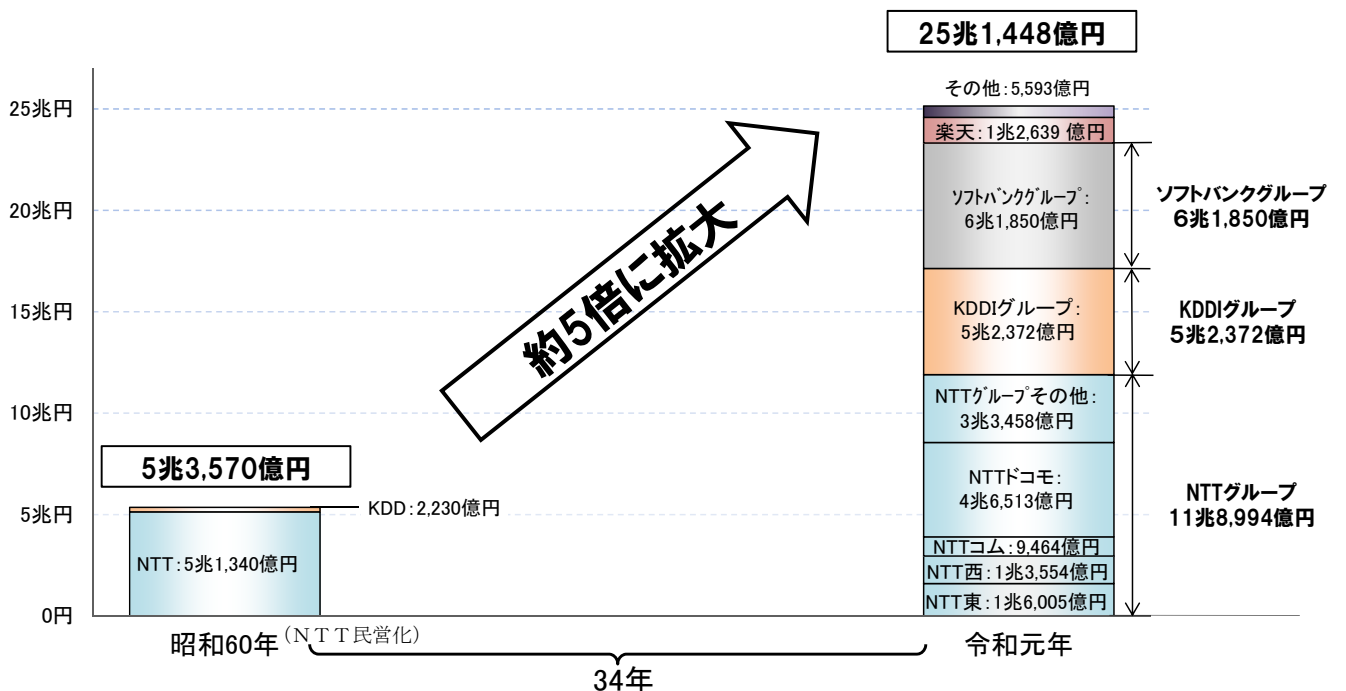 25兆1,448億円
その他：5,593億円
25兆円
楽天：1兆2,639 億円
20兆円
ｿﾌﾄﾊﾞﾝｸｸﾞﾙｰﾌﾟ：
6兆1,850億円
ソフトバンクグループ
６兆1,850億円
約5倍に拡大
15兆円
KDDIグループ：
5兆2,372億円
KDDIグループ
５兆2,372億円
10兆円
NTTｸﾞﾙｰﾌﾟその他：
3兆3,458億円
5兆3,570億円
NTTドコモ：
4兆6,513億円
NTTグループ
11兆8,994億円
5兆円
KDD：2,230億円
NTT：5兆1,340億円
NTTコム：9,464億円
NTT西：1兆3,554億円
NTT東：1兆6,005億円
0円
昭和60年（ＮＴＴ民営化）
令和元年
34年